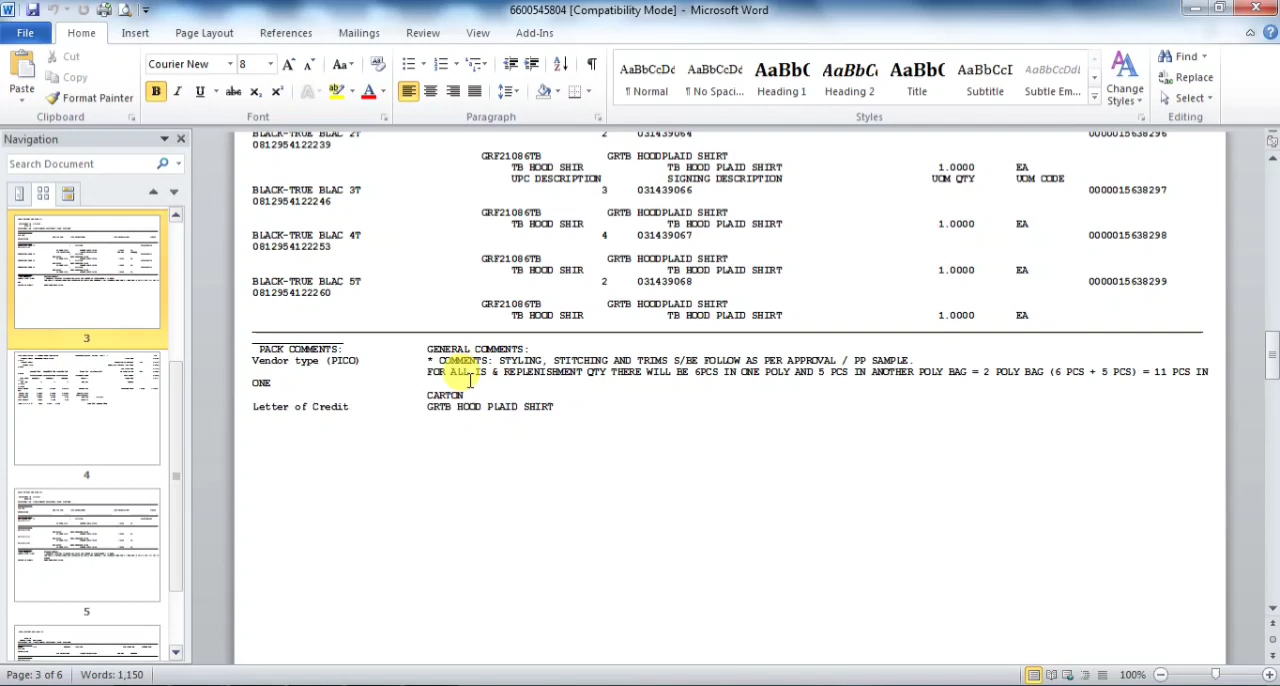 6600545804 [Compatibility Mode] - Microsoft Word
File Home Insert Page Layout References Mailings Review View Add-Ins
Paste
Cut
Copy
Format Painter
Clipboard
Courier New 8
Font
Paragraph
AaBbCcDd ¶ Normal
AaBbCcDd ¶ No Spaci...
AaBbC Heading 1
AaBbCc Heading 2
AaBbC Title
AaBbCcI Subtitle
AaBbCcDd Subtle Em...
Change Styles
Styles
Find
Replace
Select
Editing
Navigation
Search Document
3
4
5
BLACK-TRUE BLAC 2T 2 031439064 0000015638296
0812954122239
GRF21086TB GRTB HOODPLAID SHIRT
TB HOOD SHIR TB HOOD PLAID SHIRT 1.0000 EA
UPC DESCRIPTION SIGNING DESCRIPTION UOM QTY UOM CODE
BLACK-TRUE BLAC 3T 3 031439066 0000015638297
0812954122246
GRF21086TB GRTB HOODPLAID SHIRT
TB HOOD SHIR TB HOOD PLAID SHIRT 1.0000 EA
BLACK-TRUE BLAC 4T 4 031439067 0000015638298
0812954122253
GRF21086TB GRTB HOODPLAID SHIRT
TB HOOD SHIR TB HOOD PLAID SHIRT 1.0000 EA
BLACK-TRUE BLAC 5T 2 031439068 0000015638299
0812954122260
GRF21086TB GRTB HOODPLAID SHIRT
TB HOOD SHIR TB HOOD PLAID SHIRT 1.0000 EA
PACK COMMENTS: GENERAL COMMENTS:
Vendor type (PICO) * COMMENTS: STYLING, STITCHING AND TRIMS S/BE FOLLOW AS PER APPROVAL / PP SAMPLE.
FOR ALL IS & REPLENISHMENT QTY THERE WILL BE 6PCS IN ONE POLY AND 5 PCS IN ANOTHER POLY BAG = 2 POLY BAG (6 PCS + 5 PCS) = 11 PCS IN
ONE
CARTON
Letter of Credit GRTB HOOD PLAID SHIRT
Page: 3 of 6 Words: 1,150 100%